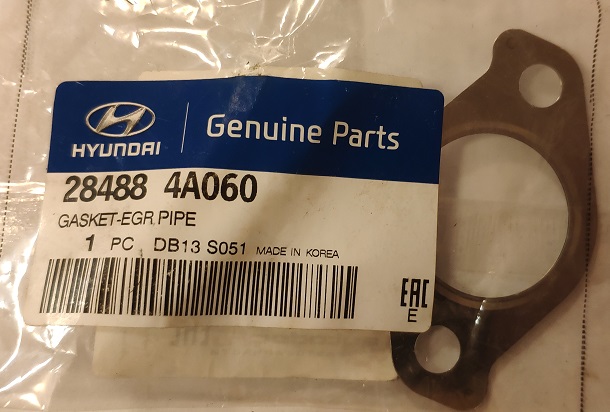 HYUNDAI
Genuine Parts
28488 4A060
GASKET-EGR PIPE
1 PC DB13 S051 MADE IN KOREA
EAC
E